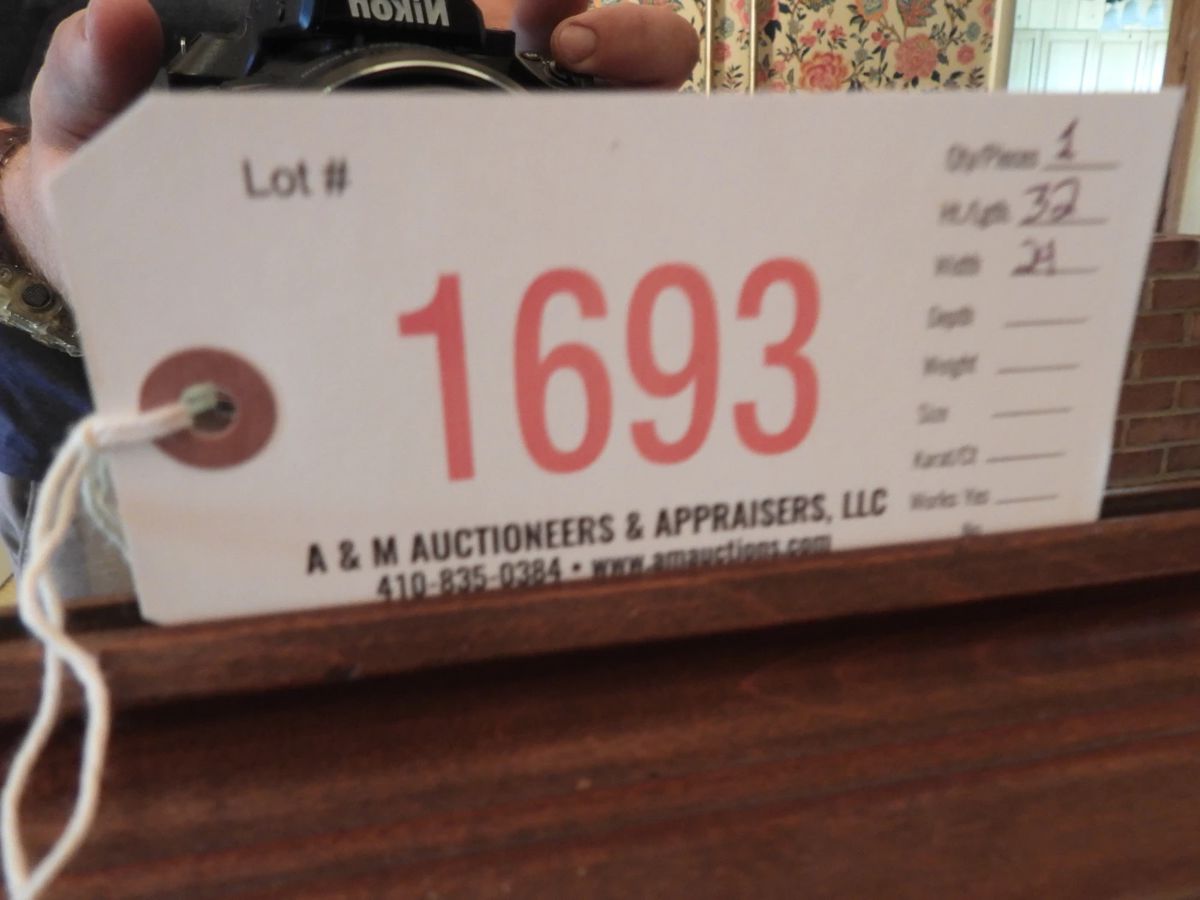 Nikon
Lot #
1693
A & M AUCTIONEERS & APPRAISERS, LLC
410-835-0384 • www.amauctions.com
Qty/Pieces 1
Ht./Lgth 32
Width 24
Depth
Weight
Size
Karat/Ct
Works: Yes
No